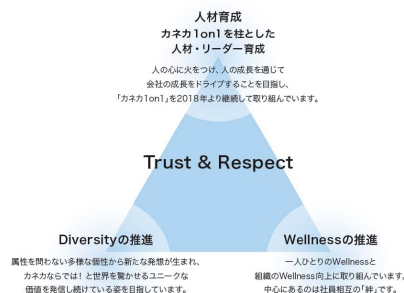 人材育成
カネカ1on1を柱とした
人材・リーダー育成
人の心に火をつけ、人の成長を通じて
会社の成長をドライブすることを目指し、
「カネカ1on1」を2018年より継続して取り組んでいます。
Trust & Respect
Diversityの推進
属性を問わない多様な個性から新たな発想が生まれ、
カネカならでは！と世界を驚かせるユニークな
価値を発信し続けている姿を目指しています。
Wellnessの推進
一人ひとりのWellnessと
組織のWellness向上に取り組んでいます。
中心にあるのは社員相互の「絆」です。